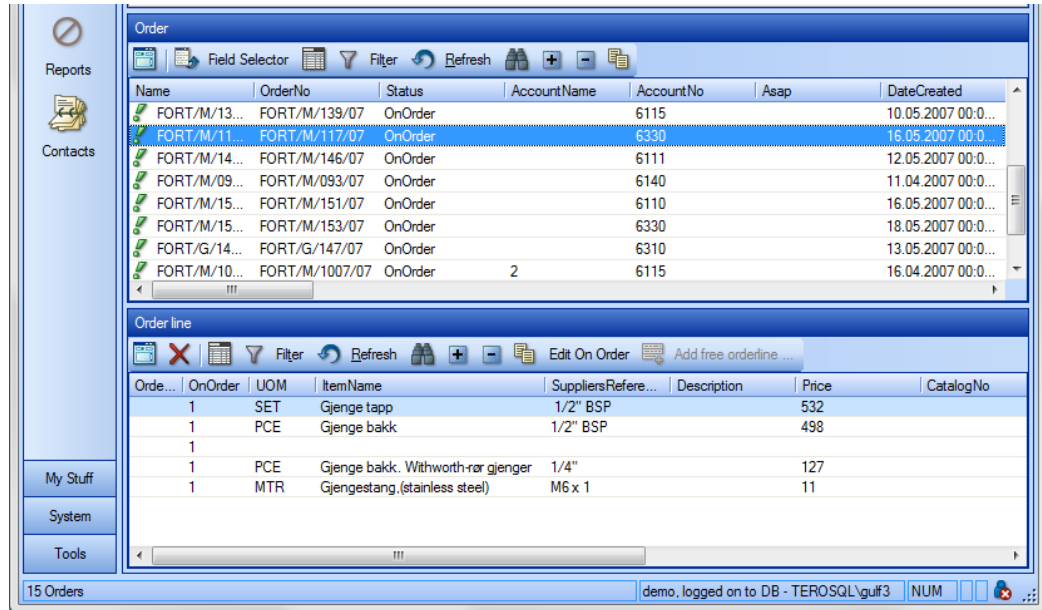 Order
Reports
Field Selector Filter Refresh
Name OrderNo Status AccountName AccountNo Asap DateCreated
FORT/M/13... FORT/M/139/07 OnOrder 6115 10.05.2007 00:0...
FORT/M/11... FORT/M/117/07 OnOrder 6330 16.05.2007 00:0...
Contacts
FORT/M/14... FORT/M/146/07 OnOrder 6111 12.05.2007 00:0...
FORT/M/09... FORT/M/093/07 OnOrder 6140 11.04.2007 00:0...
FORT/M/15... FORT/M/151/07 OnOrder 6110 16.05.2007 00:0...
FORT/M/15... FORT/M/153/07 OnOrder 6330 18.05.2007 00:0...
FORT/G/14... FORT/G/147/07 OnOrder 6310 13.05.2007 00:0...
FORT/M/10... FORT/M/1007/07 OnOrder 2 6115 16.04.2007 00:0...
Order line
Filter Refresh Edit On Order Add free orderline ...
Orde... OnOrder UOM ItemName SuppliersRefere... Description Price CatalogNo
1 SET Gjenge tapp 1/2" BSP 532
1 PCE Gjenge bakk 1/2" BSP 498
1
1 PCE Gjenge bakk. Withworth-rør gjenger 1/4" 127
1 MTR Gjengestang.(stainless steel) M6 x 1 11
My Stuff
System
Tools
15 Orders demo, logged on to DB - TEROSQL\gulf3 NUM